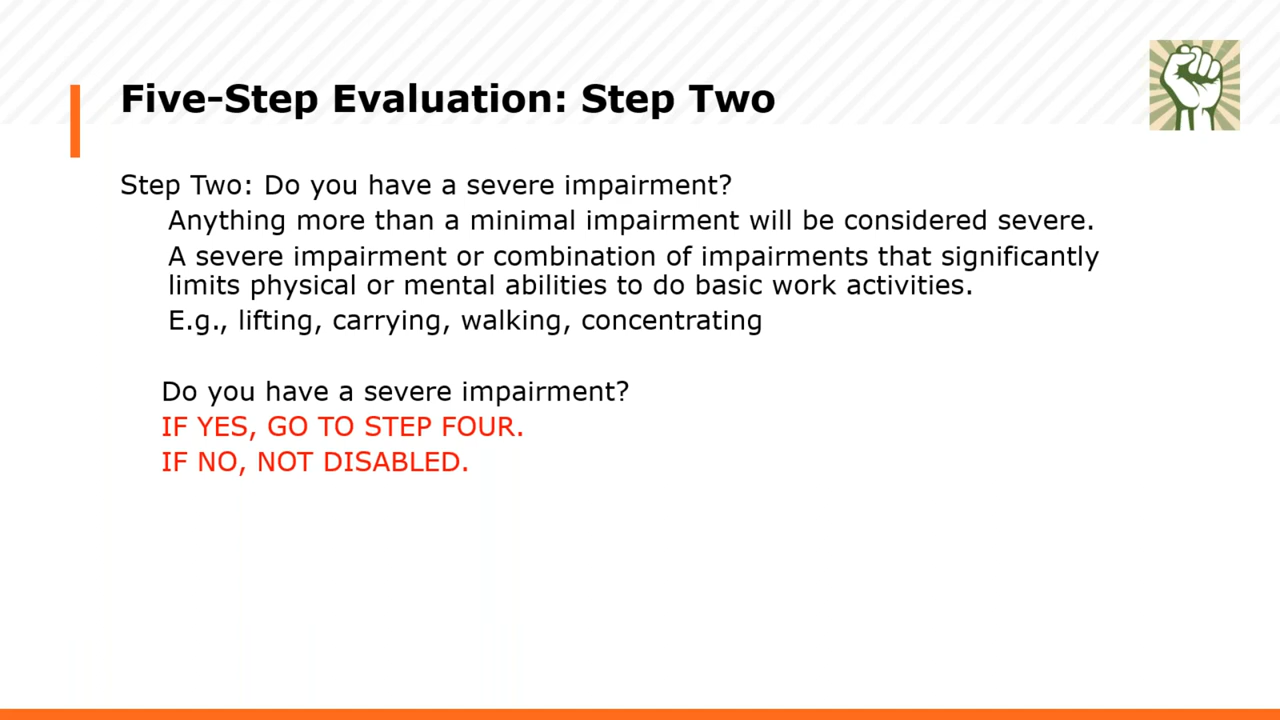 Five-Step Evaluation: Step Two
Step Two: Do you have a severe impairment?
Anything more than a minimal impairment will be considered severe.
A severe impairment or combination of impairments that significantly
limits physical or mental abilities to do basic work activities.
E.g., lifting, carrying, walking, concentrating
Do you have a severe impairment?
IF YES, GO TO STEP FOUR.
IF NO, NOT DISABLED.